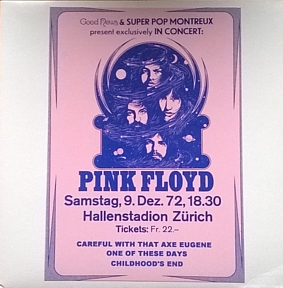 Good News & SUPER POP MONTREUX
present exclusively IN CONCERT:
PINK FLOYD
Samstag, 9. Dez. 72, 18.30
Hallenstadion Zürich
Tickets: Fr. 22.–
CAREFUL WITH THAT AXE EUGENE
ONE OF THESE DAYS
CHILDHOOD'S END